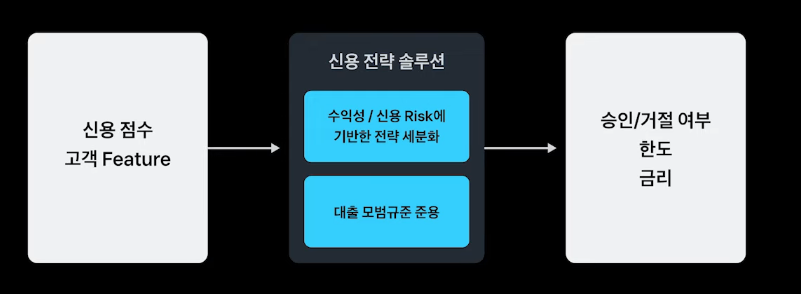 신용 점수
고객 Feature
신용 전략 솔루션
수익성 / 신용 Risk에
기반한 전략 세분화
대출 모범규준 준용
승인/거절 여부
한도
금리